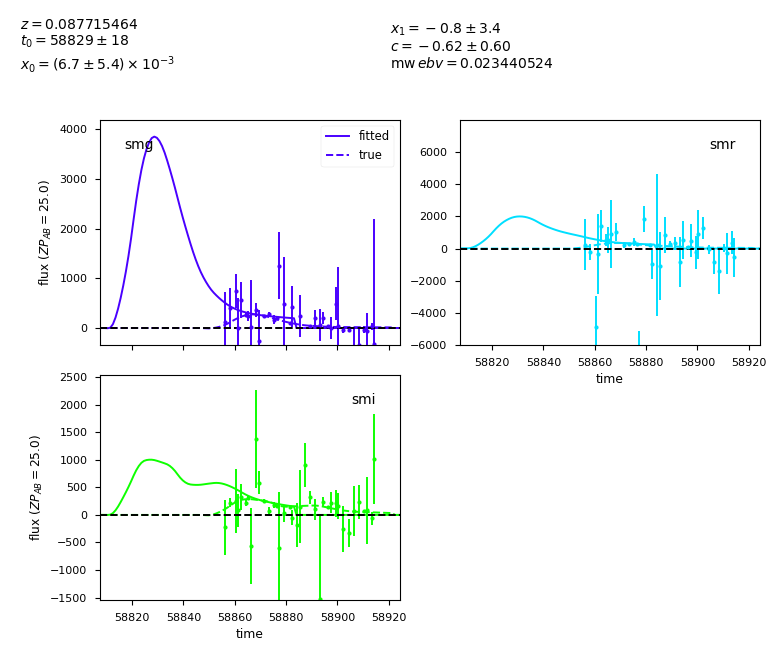 z = 0.087715464
t0 = 58829 ± 18
x0 = (6.7 ± 5.4) × 10^−3
x1 = −0.8 ± 3.4
c = −0.62 ± 0.60
mw ebv = 0.023440524
smg
fitted
true
4000
3000
2000
1000
0
flux (ZP_AB = 25.0)
smr
6000
4000
2000
0
−2000
−4000
−6000
58820 58840 58860 58880 58900 58920
time
smi
2500
2000
1500
1000
500
0
−500
−1000
−1500
flux (ZP_AB = 25.0)
58820 58840 58860 58880 58900 58920
time